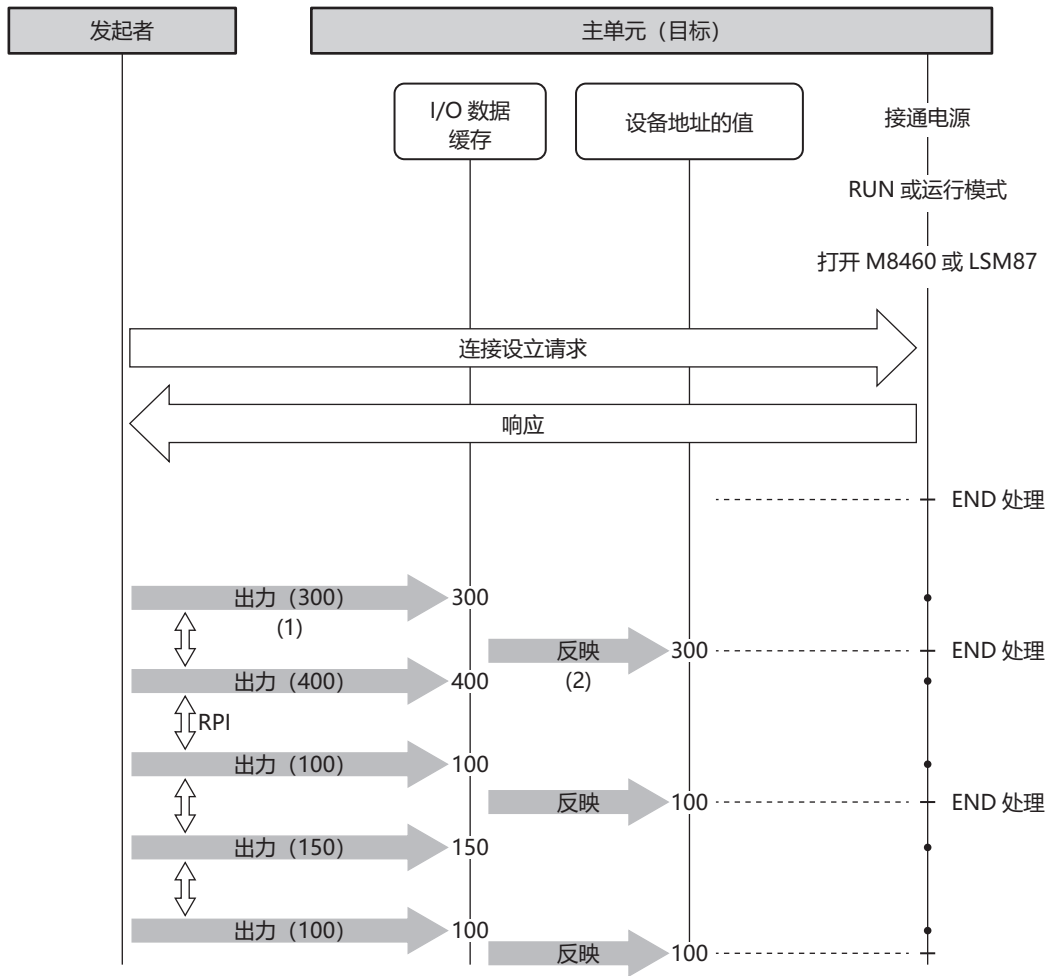 发起者
主单元（目标）
I/O 数据
缓存
设备地址的值
接通电源
RUN 或运行模式
打开 M8460 或 LSM87
连接设立请求
响应
END 处理
出力（300）
300
(1)
反映
300
END 处理
(2)
出力（400）
400
RPI
出力（100）
100
反映
100
END 处理
出力（150）
150
出力（100）
100
反映
100